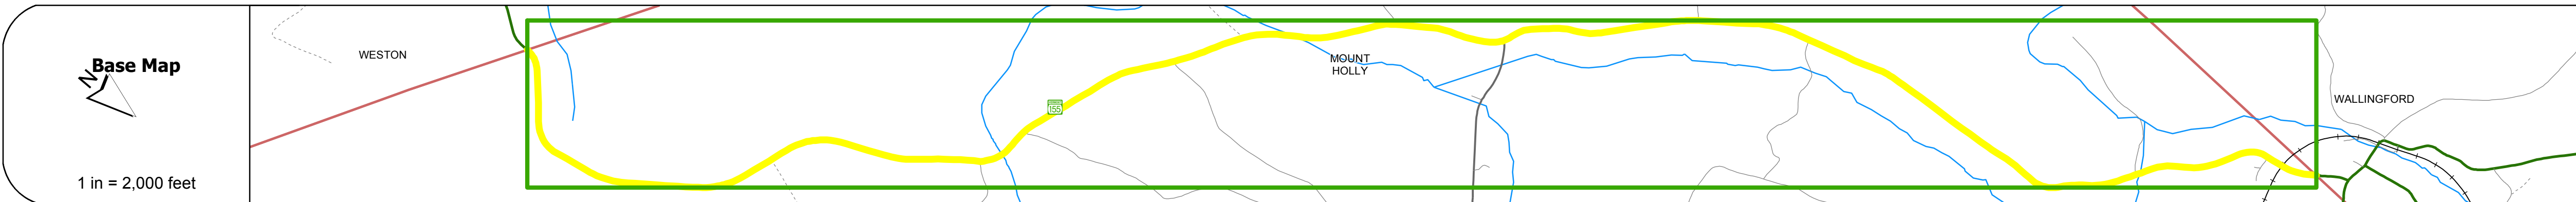 N
Base Map
1 in = 2,000 feet
WESTON
155
MOUNT
HOLLY
WALLINGFORD